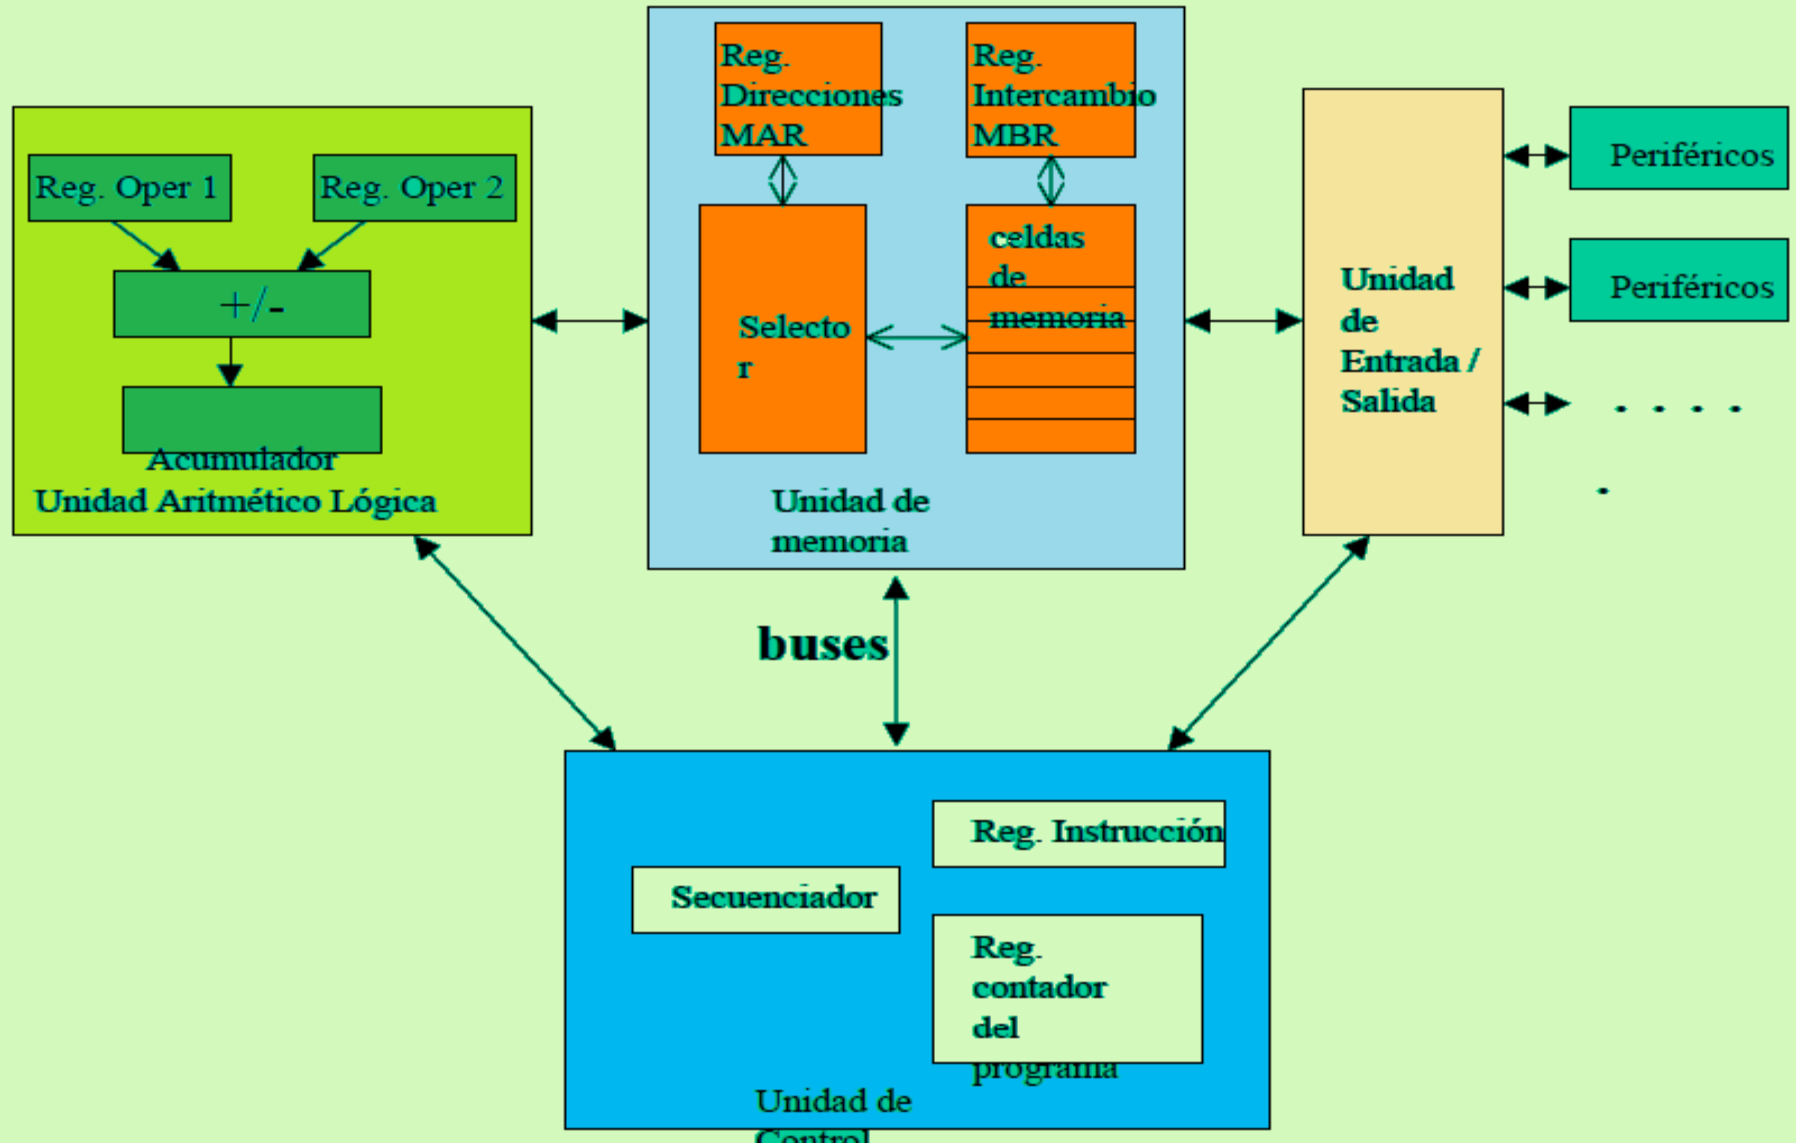 Reg. Oper 1
Reg. Oper 2
+/-
Acumulador
Unidad Aritmético Lógica
Reg.
Direcciones
MAR
Reg.
Intercambio
MBR
Selecto
r
celdas
de
memoria
Unidad de
memoria
Unidad
de
Entrada /
Salida
Periféricos
Periféricos
. . . .
.
buses
Secuenciador
Reg. Instrucción
Reg.
contador
del
programa
Unidad de
Control